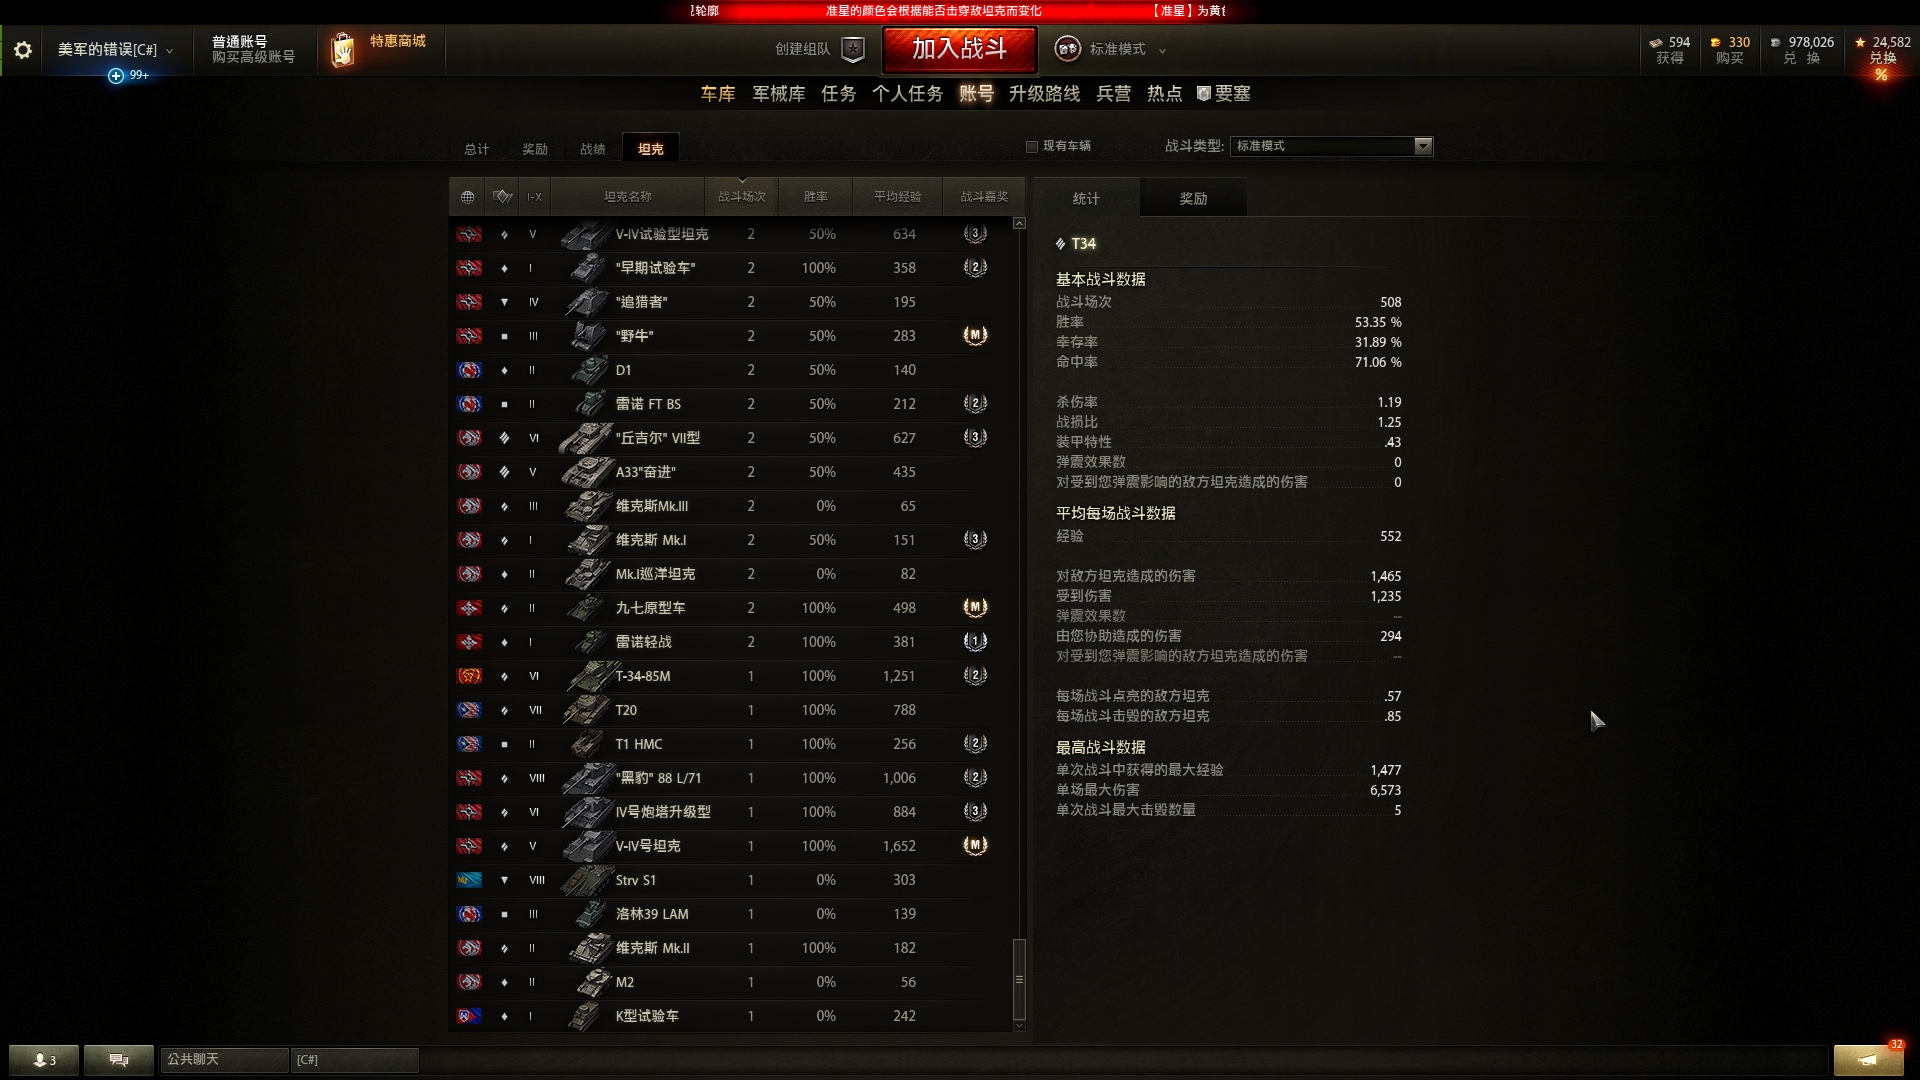 轮廓 准星的颜色会根据能否击穿敌坦克而变化 【准星】为黄
美军的错误[C#]
99+
普通账号
购买高级账号
特惠商城
创建组队
加入战斗
标准模式
594
获得
330
购买
978,026
兑 换
24,582
兑换
%
车库 军械库 任务 个人任务 账号 升级路线 兵营 热点 要塞
总计 奖励 战绩 坦克
现有车辆
战斗类型: 标准模式
I-X 坦克名称 战斗场次 胜率 平均经验 战斗嘉奖
V V-IV试验型坦克 2 50% 634 3
I "早期试验车" 2 100% 358 2
IV "追猎者" 2 50% 195
III "野牛" 2 50% 283 M
II D1 2 50% 140
II 雷诺 FT BS 2 50% 212 2
VI "丘吉尔" VII型 2 50% 627 3
V A33"奋进" 2 50% 435
III 维克斯Mk.III 2 0% 65
I 维克斯 Mk.I 2 50% 151 3
II Mk.I巡洋坦克 2 0% 82
II 九七原型车 2 100% 498 M
I 雷诺轻战 2 100% 381 1
VI T-34-85M 1 100% 1,251 2
VII T20 1 100% 788
II T1 HMC 1 100% 256 2
VIII "黑豹" 88 L/71 1 100% 1,006 2
VI IV号炮塔升级型 1 100% 884 3
V V-IV号坦克 1 100% 1,652 M
VIII Strv S1 1 0% 303
III 洛林39 LAM 1 0% 139
II 维克斯 Mk.II 1 100% 182
II M2 1 0% 56
I K型试验车 1 0% 242
统计 奖励
T34
基本战斗数据
战斗场次 508
胜率 53.35 %
幸存率 31.89 %
命中率 71.06 %
杀伤率 1.19
战损比 1.25
装甲特性 .43
弹震效果数 0
对受到您弹震影响的敌方坦克造成的伤害 0
平均每场战斗数据
经验 552
对敌方坦克造成的伤害 1,465
受到伤害 1,235
弹震效果数 --
由您协助造成的伤害 294
对受到您弹震影响的敌方坦克造成的伤害 --
每场战斗点亮的敌方坦克 .57
每场战斗击毁的敌方坦克 .85
最高战斗数据
单次战斗中获得的最大经验 1,477
单场最大伤害 6,573
单次战斗最大击毁数量 5
3
公共聊天
[C#]
32